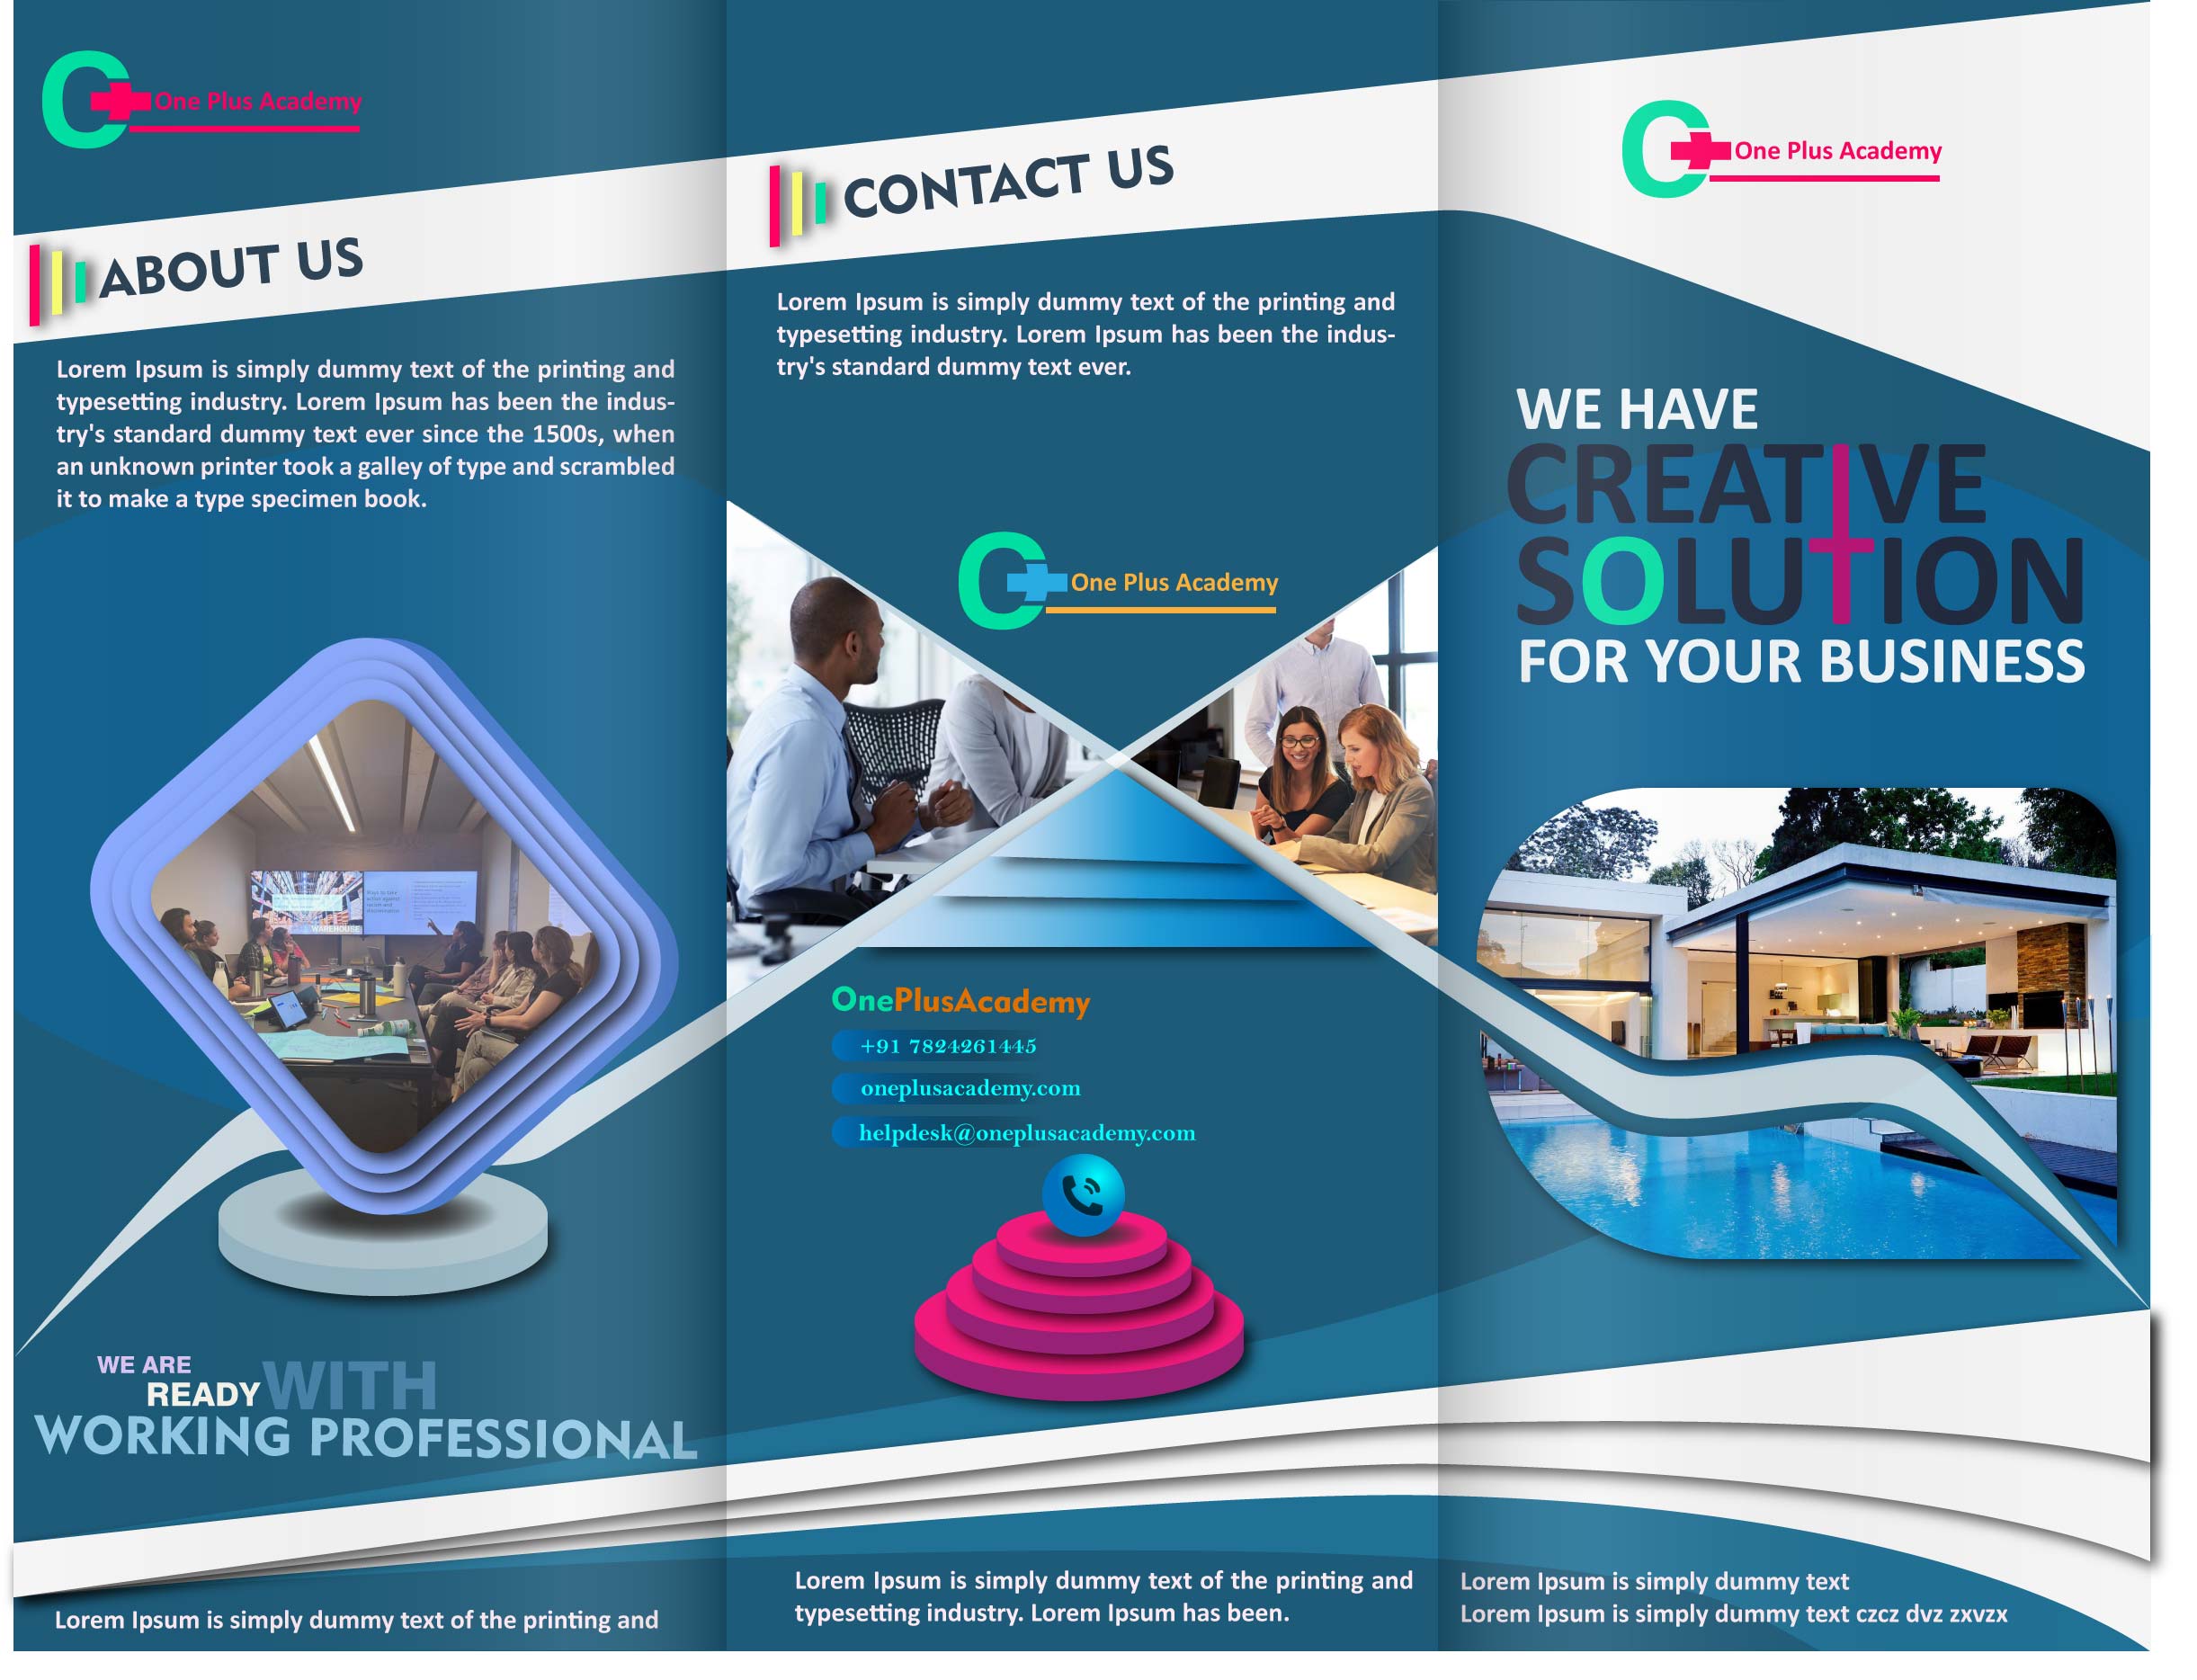 One Plus Academy
ABOUT US
Lorem Ipsum is simply dummy text of the printing and
typesetting industry. Lorem Ipsum has been the indus-
try's standard dummy text ever since the 1500s, when
an unknown printer took a galley of type and scrambled
it to make a type specimen book.
WAREHOUSE
WE ARE
READY WITH
WORKING PROFESSIONAL
Lorem Ipsum is simply dummy text of the printing and
CONTACT US
Lorem Ipsum is simply dummy text of the printing and
typesetting industry. Lorem Ipsum has been the indus-
try's standard dummy text ever.
One Plus Academy
OnePlusAcademy
+91 7824261445
oneplusacademy.com
helpdesk@oneplusacademy.com
Lorem Ipsum is simply dummy text of the printing and
typesetting industry. Lorem Ipsum has been.
One Plus Academy
WE HAVE
CREATIVE
SOLUTION
FOR YOUR BUSINESS
Lorem Ipsum is simply dummy text
Lorem Ipsum is simply dummy text czcz dvz zxvzx